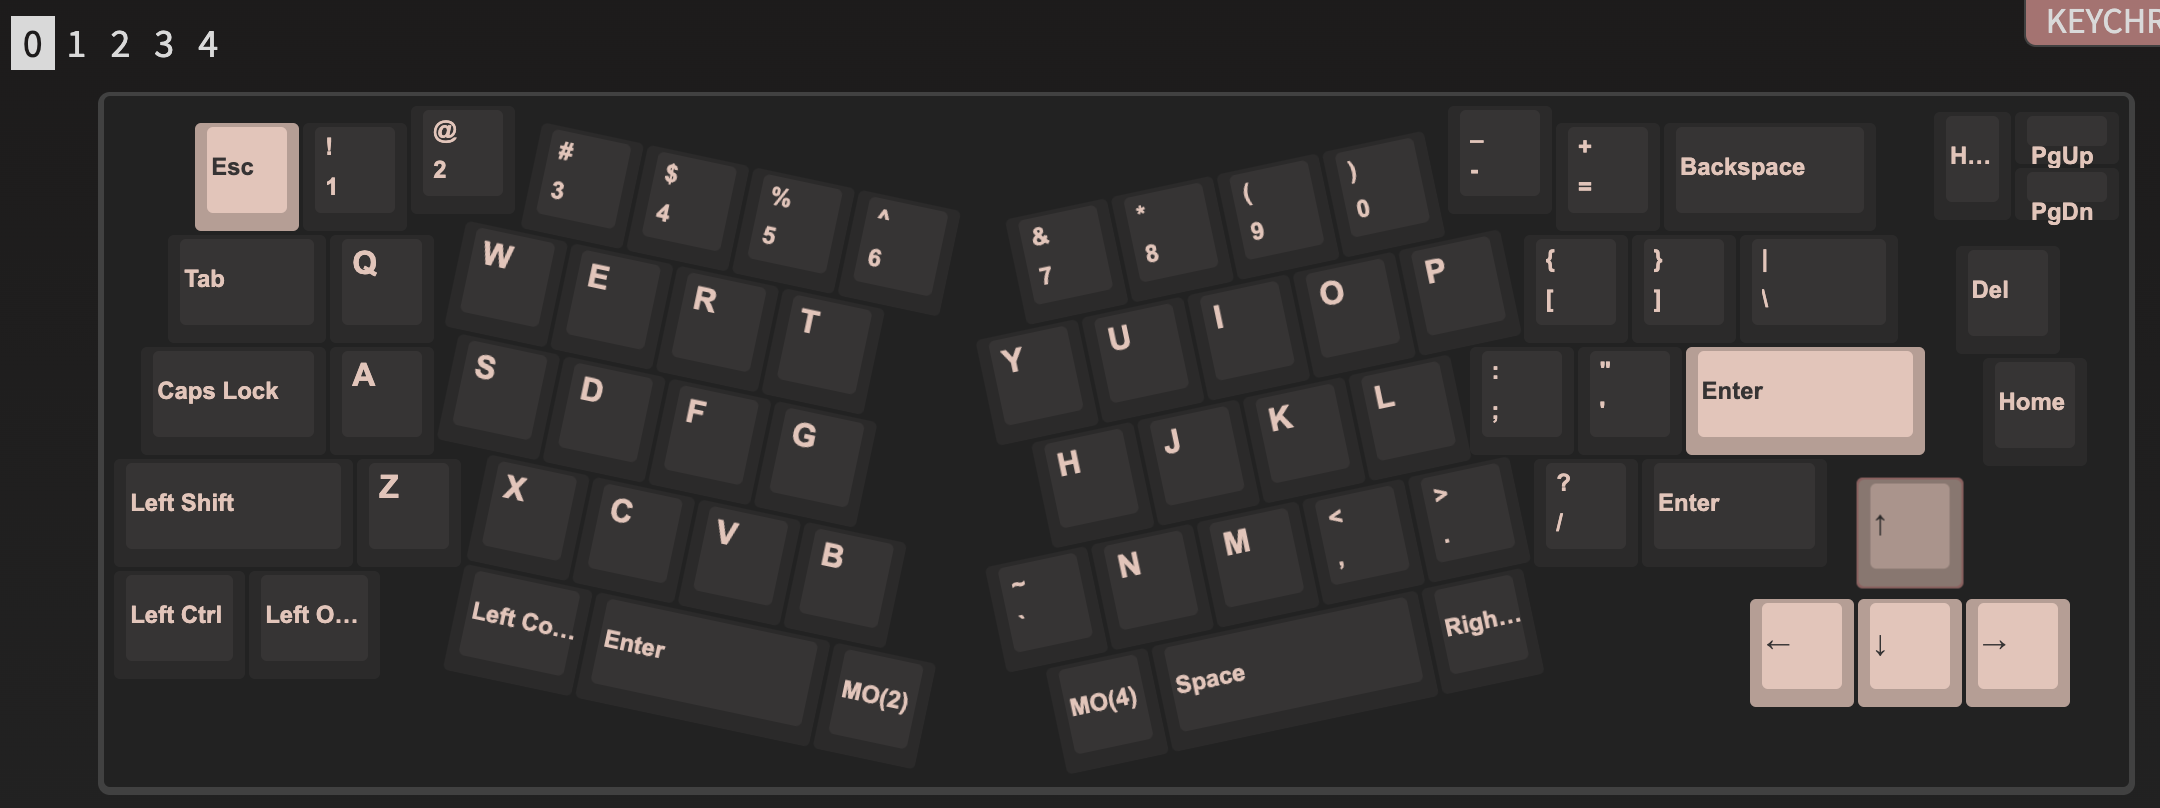 0 1 2 3 4
KEYCHR
Esc
!
1
@
2
#
3
$
4
%
5
^
6
&
7
*
8
(
9
)
0
_
-
+
=
Backspace
H...
PgUp
PgDn
Tab
Q
W
E
R
T
Y
U
I
O
P
{
[
}
]
|
\
Del
Caps Lock
A
S
D
F
G
H
J
K
L
:
;
"
'
Enter
Home
Left Shift
Z
X
C
V
B
~
`
N
M
<
,
>
.
?
/
Enter
↑
Left Ctrl
Left O...
Left Co...
Enter
MO(2)
MO(4)
Space
Righ...
←
↓
→